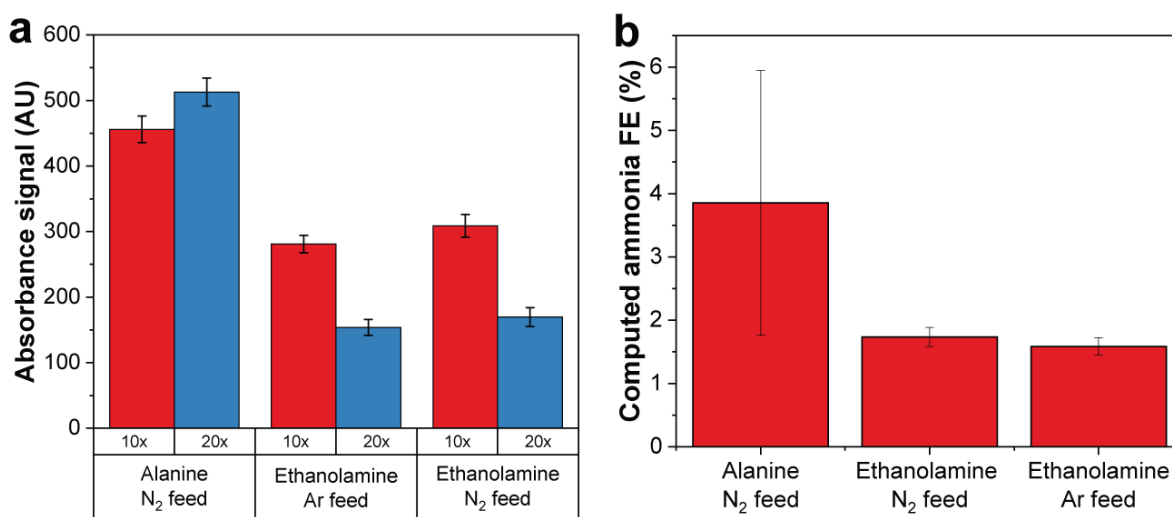 a
Absorbance signal (AU)
600
500
400
300
200
100
0
10x 20x 10x 20x 10x 20x
Alanine Ethanolamine Ethanolamine
N₂ feed Ar feed N₂ feed
b
Computed ammonia FE (%)
6
5
4
3
2
1
0
Alanine Ethanolamine Ethanolamine
N₂ feed N₂ feed Ar feed